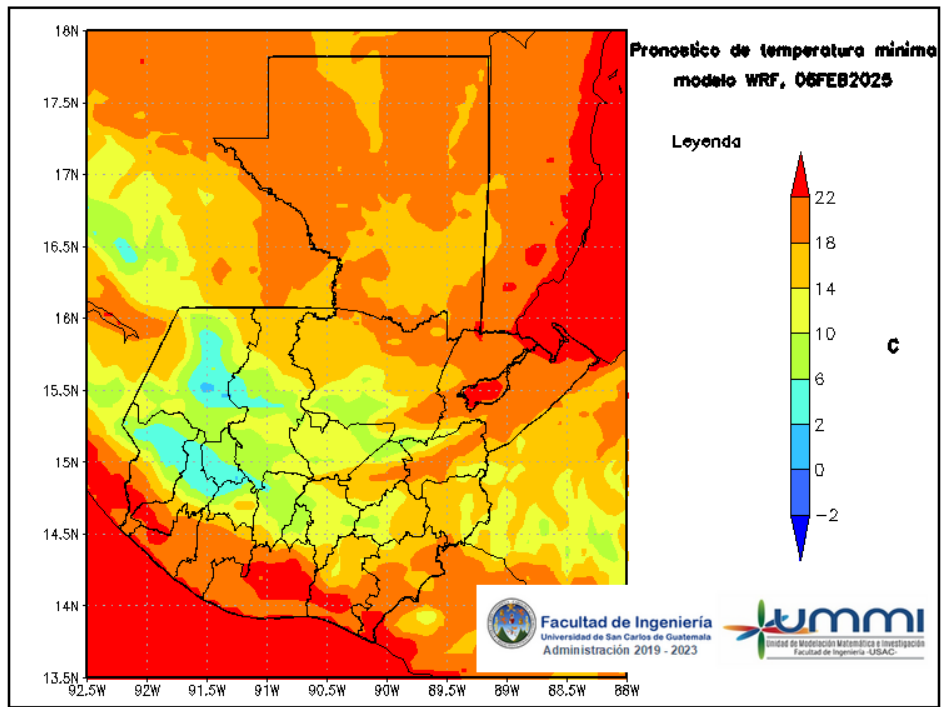 Pronostico de temperatura minima
modelo WRF, 06FEB2025
Leyenda
22
18
14
10
6
2
0
−2
C
18N
17.5N
17N
16.5N
16N
15.5N
15N
14.5N
14N
13.5N
92.5W 92W 91.5W 91W 90.5W 90W 89.5W 89W 88.5W 88W
Facultad de Ingeniería
Universidad de San Carlos de Guatemala
Administración 2019 - 2023
UMMI
Unidad de Modelación Matemática e Investigación
Facultad de Ingeniería -USAC-